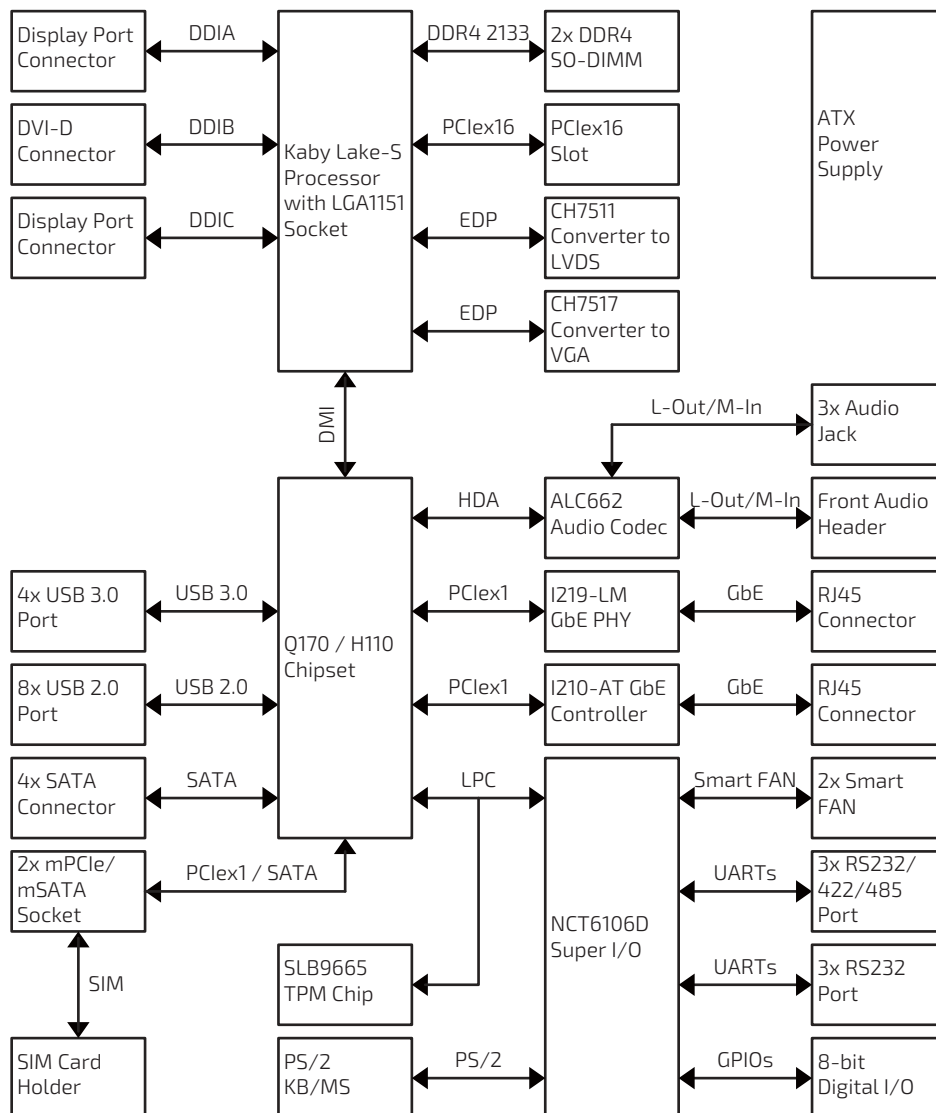 Display Port
Connector
DDIA
DDR4 2133
2x DDR4
SO-DIMM
DVI-D
Connector
DDIB
Kaby Lake-S
Processor
with LGA1151
Socket
PCIex16
PCIex16
Slot
ATX
Power
Supply
Display Port
Connector
DDIC
EDP
CH7511
Converter to
LVDS
EDP
CH7517
Converter to
VGA
DMI
L-Out/M-In
3x Audio
Jack
HDA
ALC662
Audio Codec
L-Out/M-In
Front Audio
Header
4x USB 3.0
Port
USB 3.0
Q170 / H110
Chipset
PCIex1
I219-LM
GbE PHY
GbE
RJ45
Connector
8x USB 2.0
Port
USB 2.0
PCIex1
I210-AT GbE
Controller
GbE
RJ45
Connector
4x SATA
Connector
SATA
LPC
Smart FAN
2x Smart
FAN
2x mPCIe/
mSATA
Socket
PCIex1 / SATA
NCT6106D
Super I/O
UARTs
3x RS232/
422/485
Port
SIM
SLB9665
TPM Chip
UARTs
3x RS232
Port
SIM Card
Holder
PS/2
KB/MS
PS/2
GPIOs
8-bit
Digital I/O